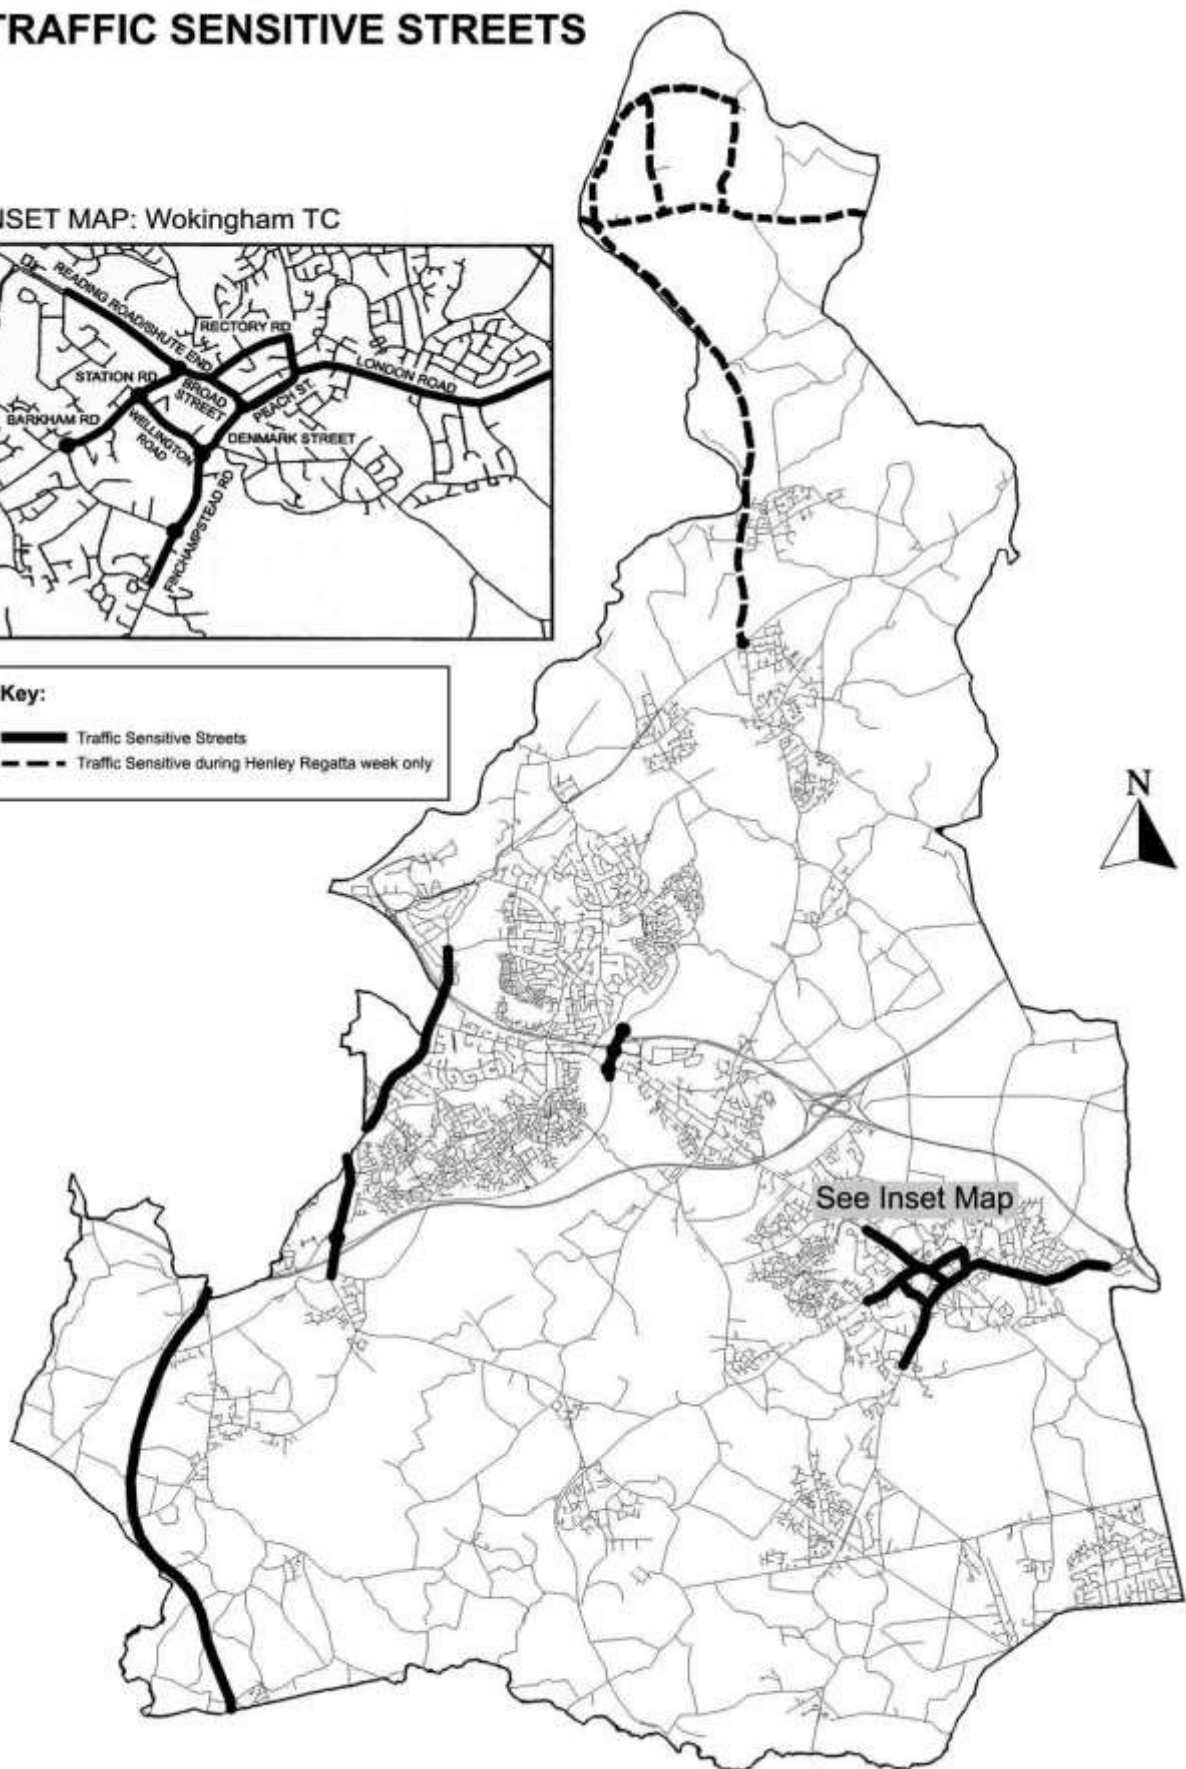 TRAFFIC SENSITIVE STREETS
NSET MAP: Wokingham TC
READING ROAD/SHUTE END
RECTORY RD
STATION RD
BROAD
STREET
LONDON ROAD
PEACH ST.
BARKHAM RD
WELLINGTON
ROAD
DENMARK STREET
FINCHAMPSTEAD RD
Key:
Traffic Sensitive Streets
Traffic Sensitive during Henley Regatta week only
N
See Inset Map